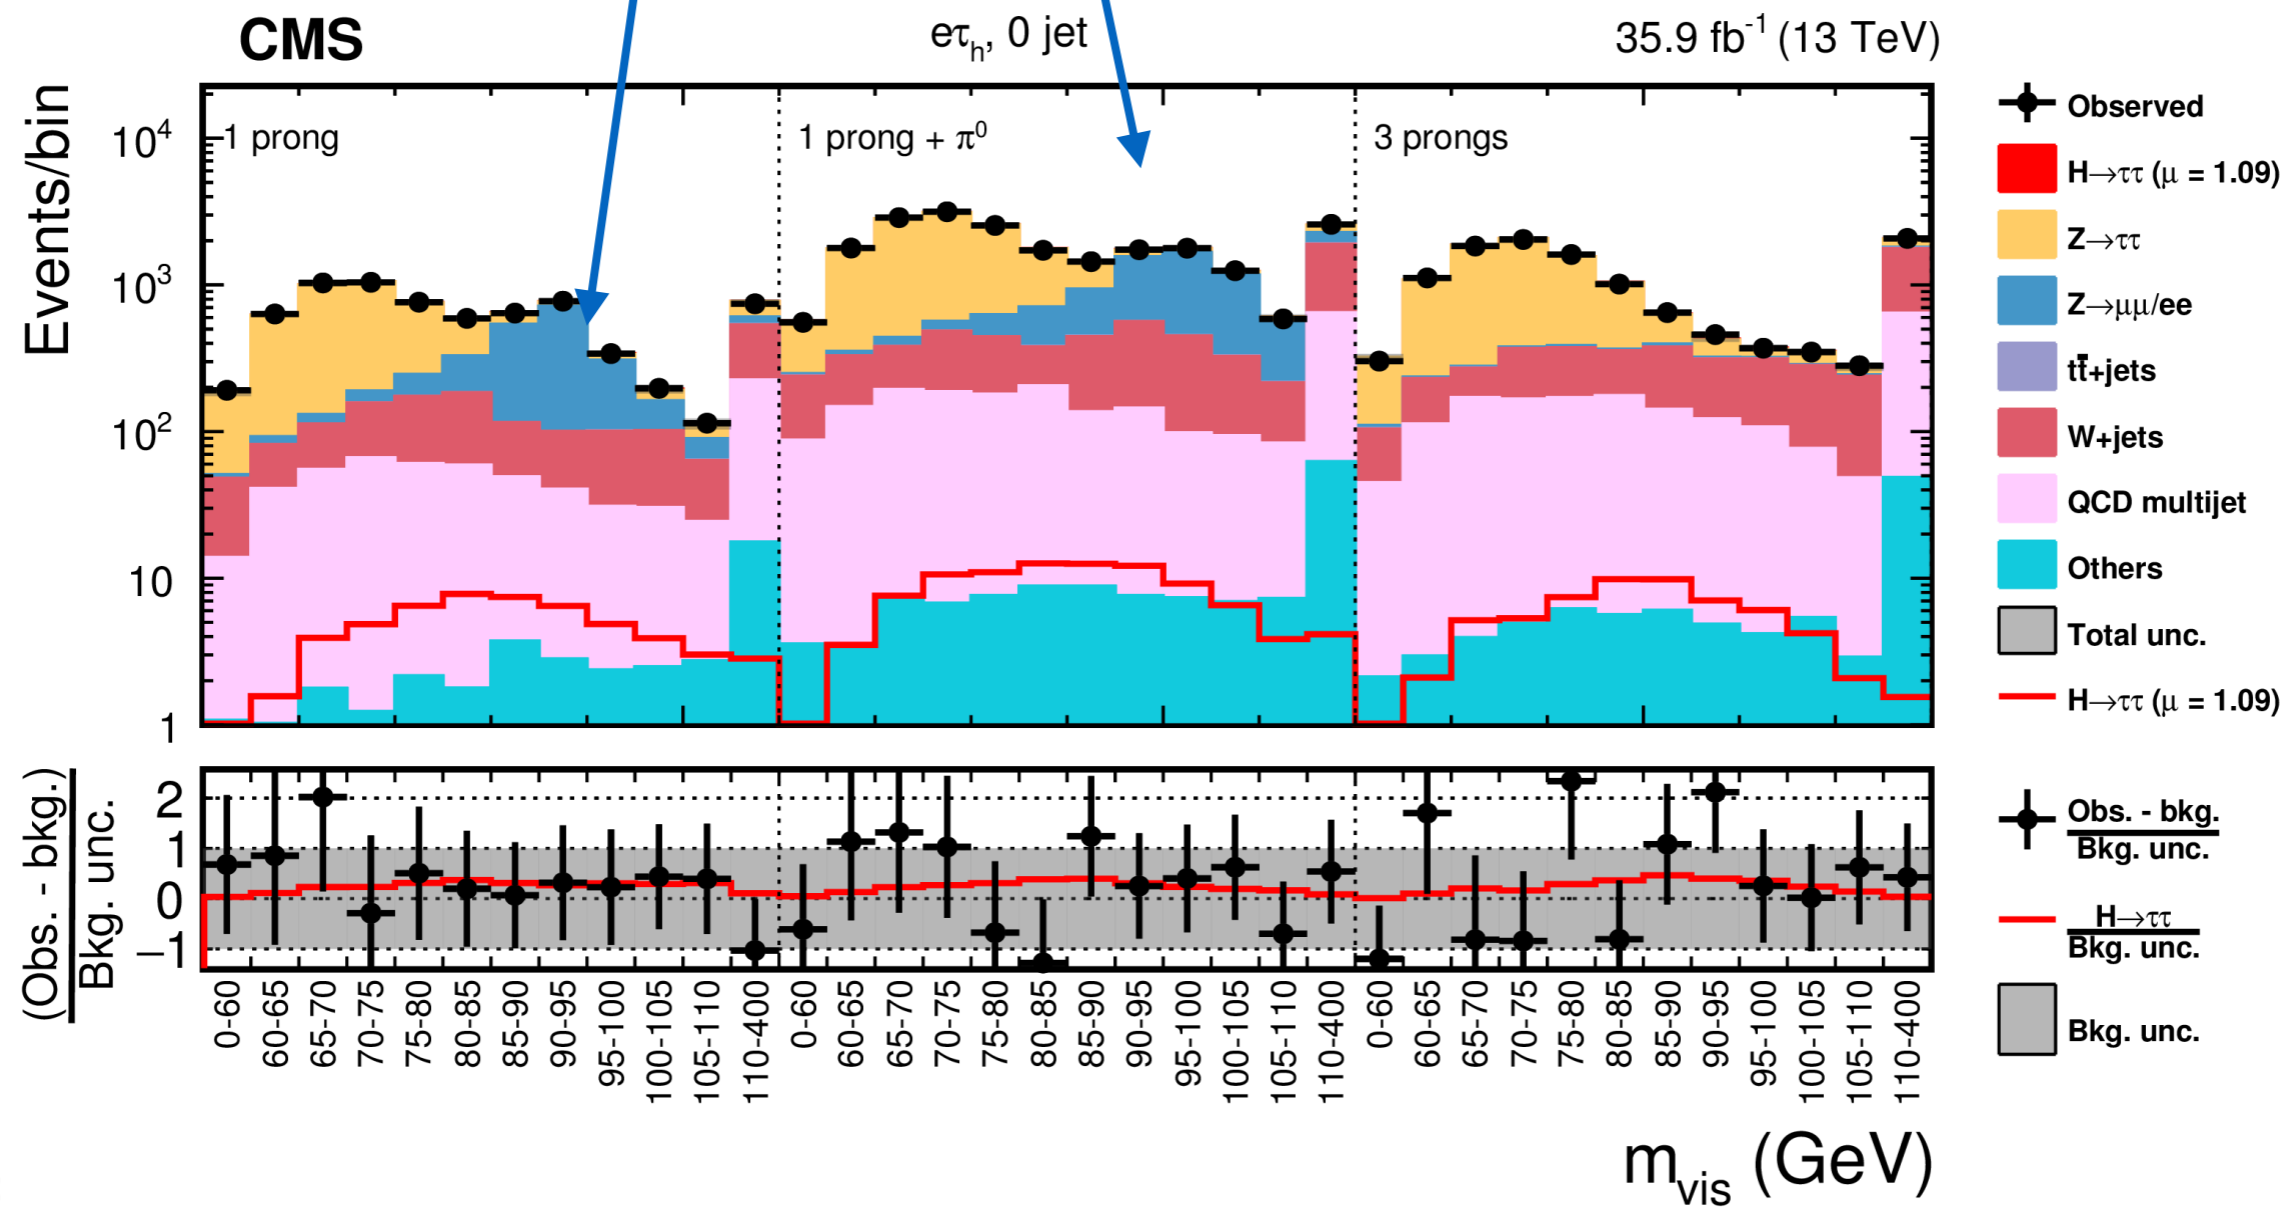 CMS
eτh, 0 jet
35.9 fb-1 (13 TeV)
Events/bin
10^4
10^3
10^2
10
1
1 prong
1 prong + π0
3 prongs
Observed
H→ττ (μ = 1.09)
Z→ττ
Z→μμ/ee
tt̄+jets
W+jets
QCD multijet
Others
Total unc.
H→ττ (μ = 1.09)
(Obs. - bkg.)
Bkg. unc.
2
1
0
−1
Obs. - bkg.
Bkg. unc.
H→ττ
Bkg. unc.
Bkg. unc.
0-60
60-65
65-70
70-75
75-80
80-85
85-90
90-95
95-100
100-105
105-110
110-400
0-60
60-65
65-70
70-75
75-80
80-85
85-90
90-95
95-100
100-105
105-110
110-400
0-60
60-65
65-70
70-75
75-80
80-85
85-90
90-95
95-100
100-105
105-110
110-400
mvis (GeV)